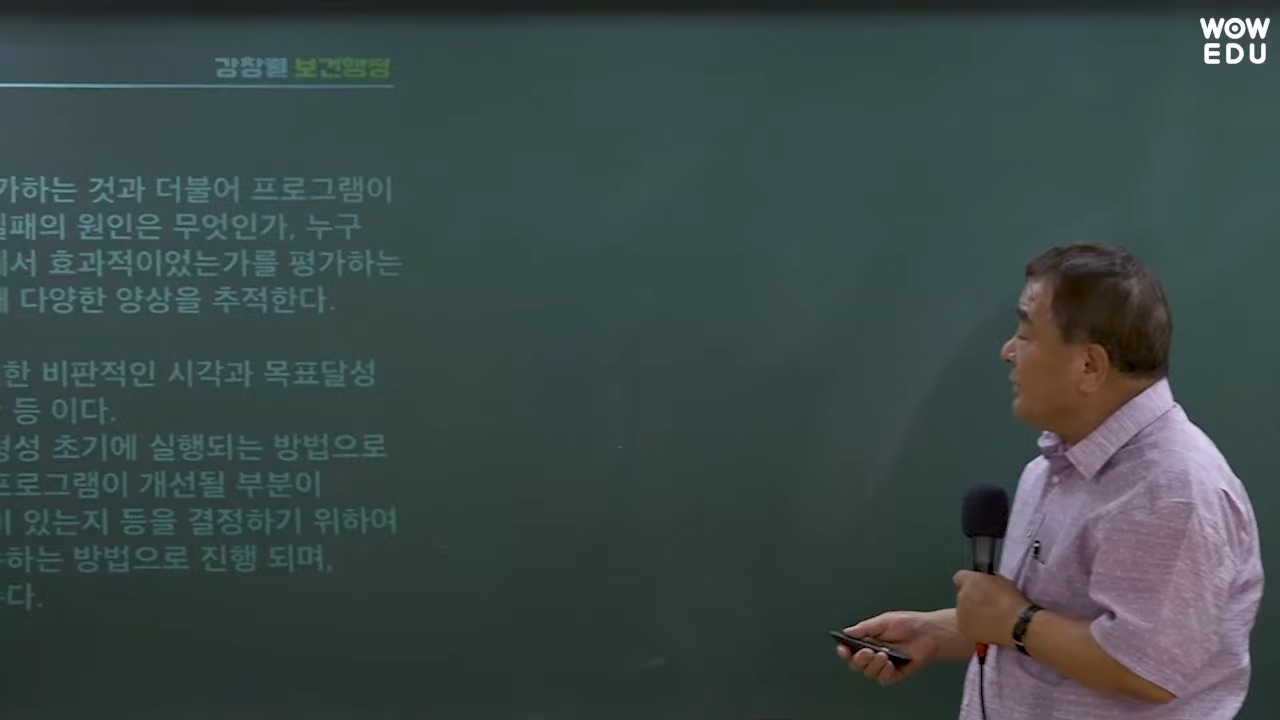 WOW
EDU
강창렬 보건행정
가하는 것과 더불어 프로그램이
실패의 원인은 무엇인가, 누구
에서 효과적이었는가를 평가하는
다양한 양상을 추적한다.
한 비판적인 시각과 목표달성
등 이다.
형성 초기에 실행되는 방법으로
프로그램이 개선될 부분이
이 있는지 등을 결정하기 위하여
하는 방법으로 진행 되며,
다.